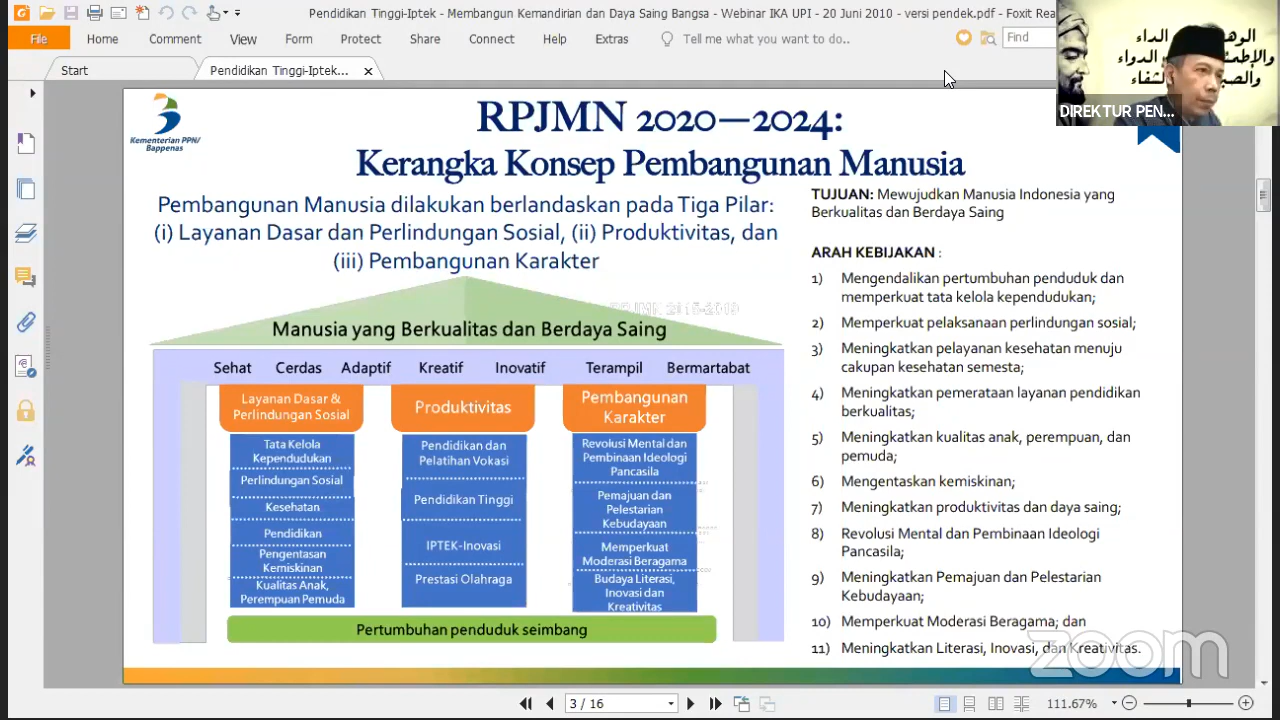 Pendidikan Tinggi-Iptek - Membangun Kemandirian dan Daya Saing Bangsa - Webinar IKA UPI - 20 Juni 2010 - versi pendek.pdf - Foxit Rea
File Home Comment View Form Protect Share Connect Help Extras Tell me what you want to do.. Find
Start Pendidikan Tinggi-Iptek...
DIREKTUR PEN...
Kementerian PPN/
Bappenas
RPJMN 2020—2024:
Kerangka Konsep Pembangunan Manusia
Pembangunan Manusia dilakukan berlandaskan pada Tiga Pilar:
(i) Layanan Dasar dan Perlindungan Sosial, (ii) Produktivitas, dan
(iii) Pembangunan Karakter
RPJMN 2015-2019
Manusia yang Berkualitas dan Berdaya Saing
Sehat Cerdas Adaptif Kreatif Inovatif Terampil Bermartabat
Layanan Dasar &
Perlindungan Sosial
Tata Kelola
Kependudukan
Perlindungan Sosial
Kesehatan
Pendidikan
Pengentasan
Kemiskinan
Kualitas Anak,
Perempuan Pemuda
Produktivitas
Pendidikan dan
Pelatihan Vokasi
Pendidikan Tinggi
IPTEK-Inovasi
Prestasi Olahraga
Pembangunan
Karakter
Revolusi Mental dan
Pembinaan Ideologi
Pancasila
Pemajuan dan
Pelestarian
Kebudayaan
Memperkuat
Moderasi Beragama
Budaya Literasi,
Inovasi dan
Kreativitas
Pertumbuhan penduduk seimbang
TUJUAN: Mewujudkan Manusia Indonesia yang
Berkualitas dan Berdaya Saing
ARAH KEBIJAKAN :
1) Mengendalikan pertumbuhan penduduk dan
memperkuat tata kelola kependudukan;
2) Memperkuat pelaksanaan perlindungan sosial;
3) Meningkatkan pelayanan kesehatan menuju
cakupan kesehatan semesta;
4) Meningkatkan pemerataan layanan pendidikan
berkualitas;
5) Meningkatkan kualitas anak, perempuan, dan
pemuda;
6) Mengentaskan kemiskinan;
7) Meningkatkan produktivitas dan daya saing;
8) Revolusi Mental dan Pembinaan Ideologi
Pancasila;
9) Meningkatkan Pemajuan dan Pelestarian
Kebudayaan;
10) Memperkuat Moderasi Beragama; dan
11) Meningkatkan Literasi, Inovasi, dan Kreativitas.
zoom
3 / 16
111.67%